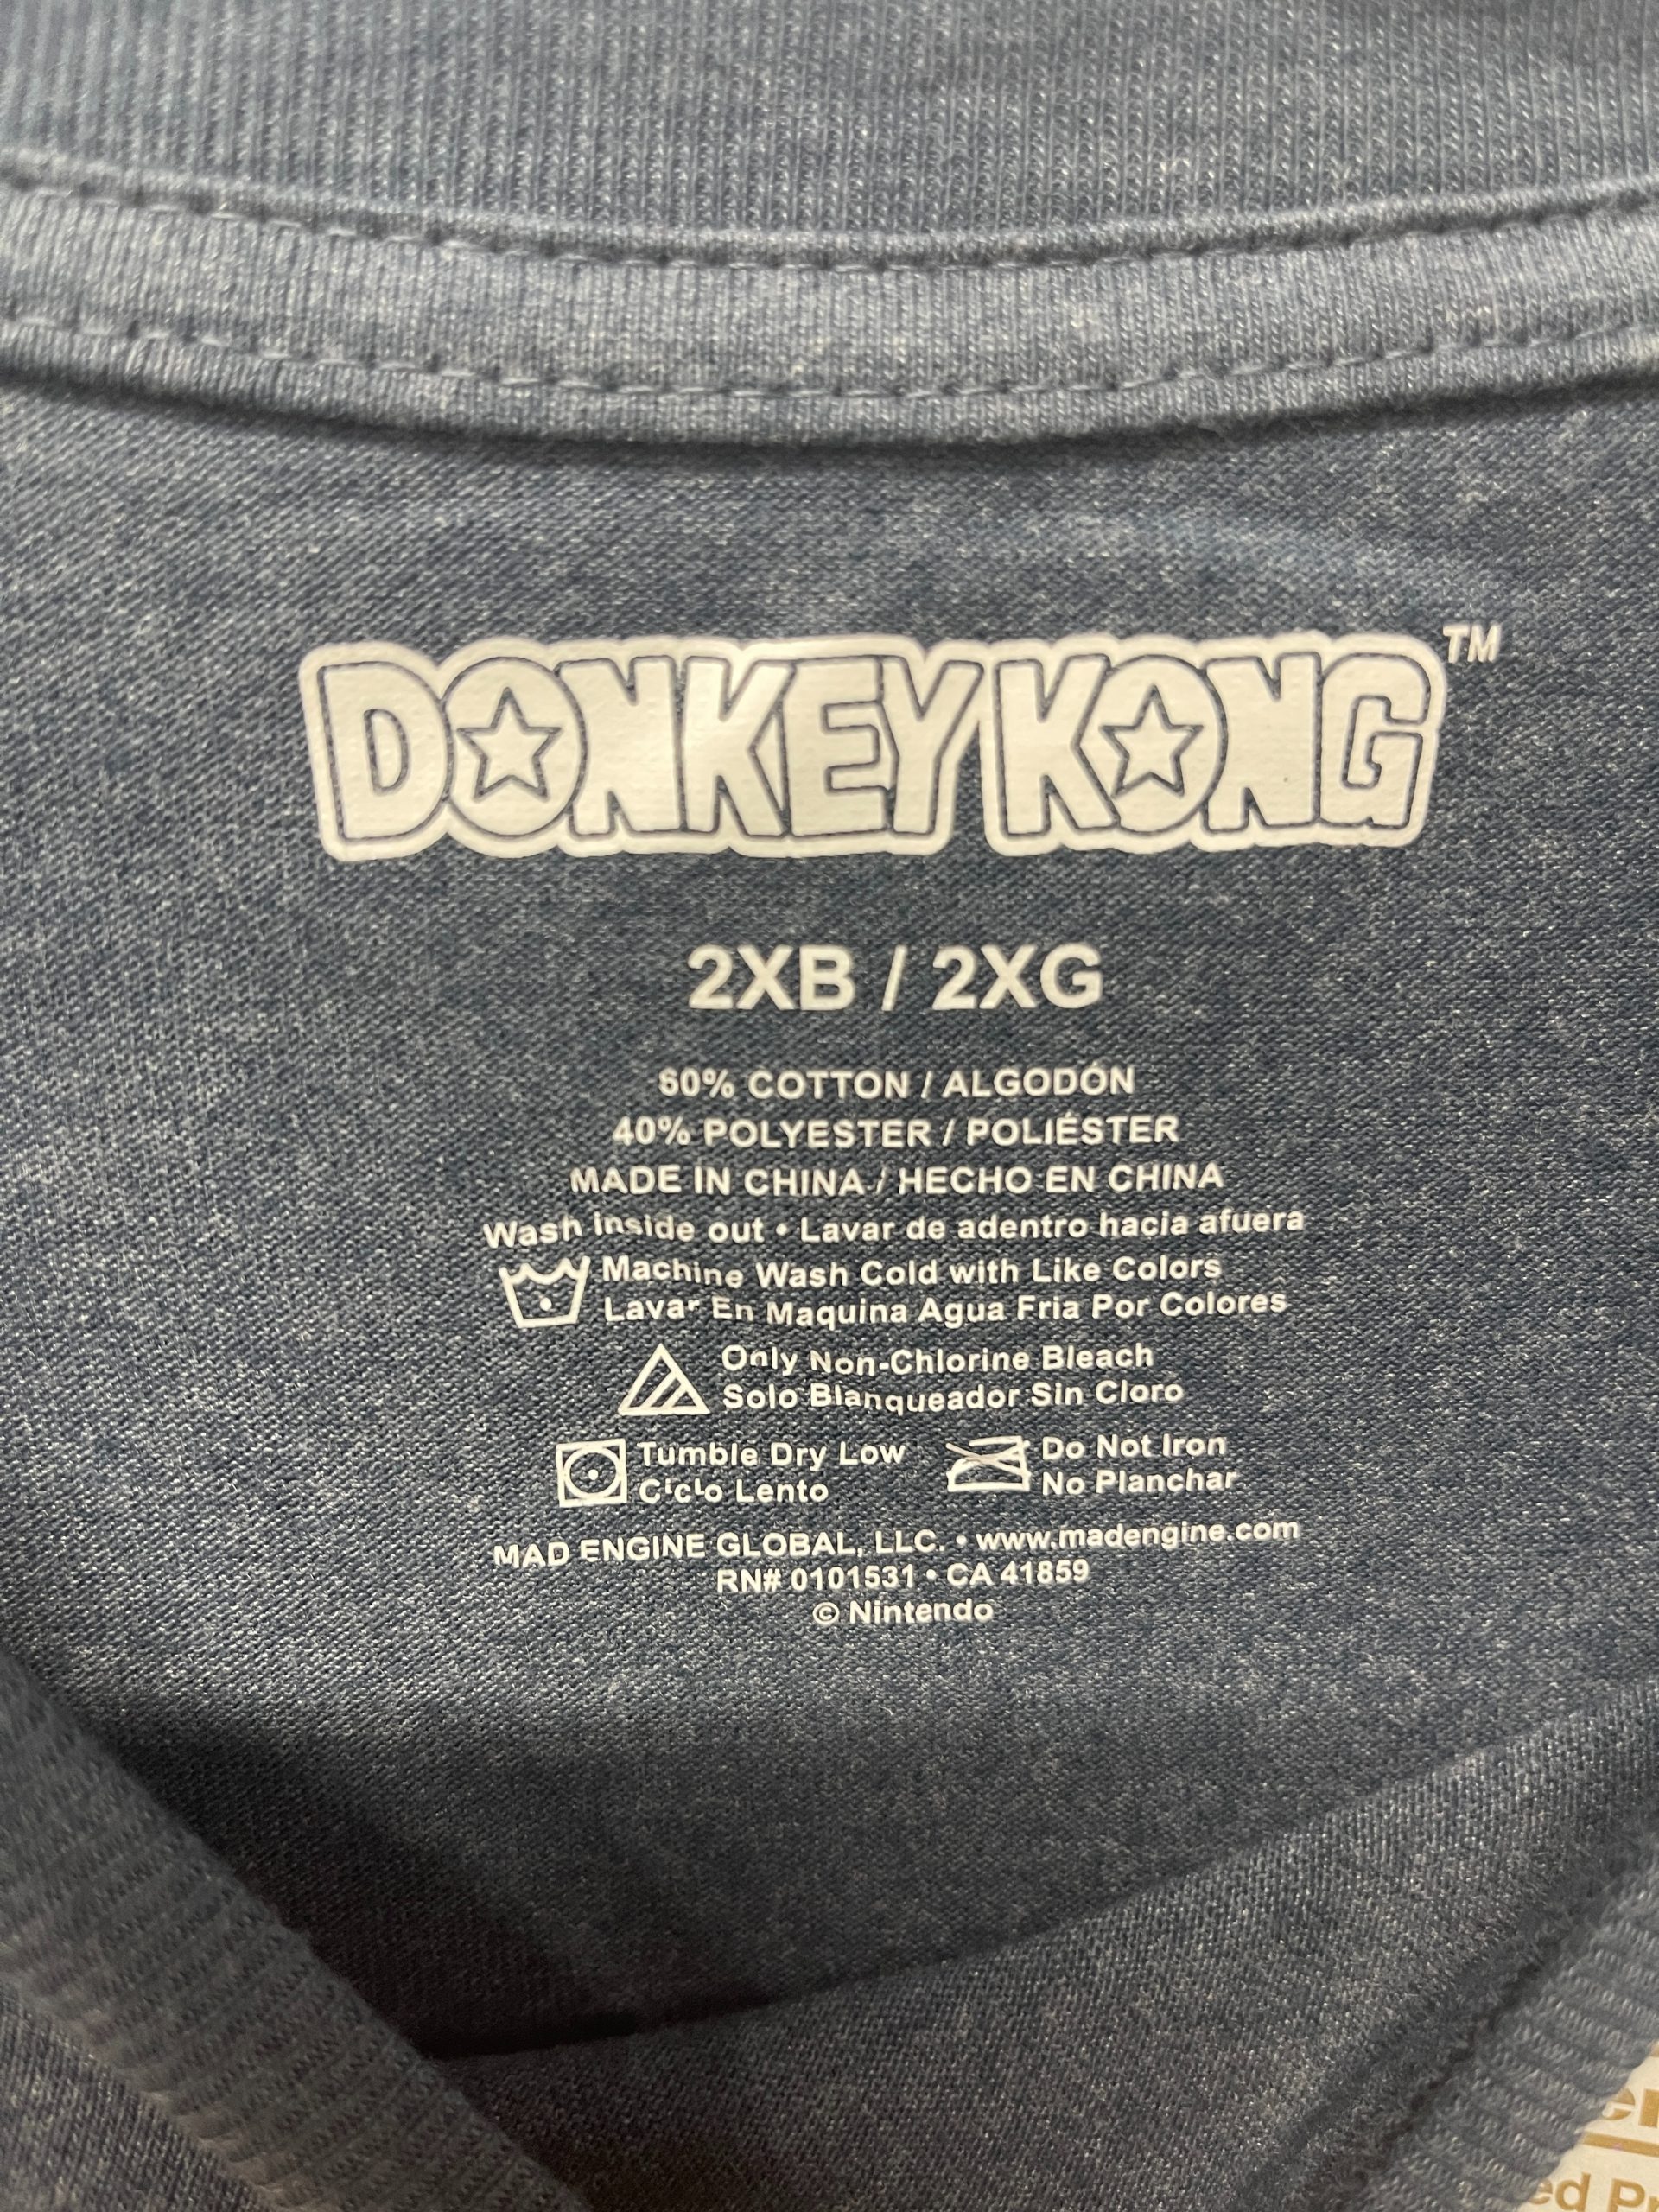 DONKEY KONG™
2XB / 2XG
60% COTTON / ALGODÓN
40% POLYESTER / POLIÉSTER
MADE IN CHINA / HECHO EN CHINA
Wash inside out • Lavar de adentro hacia afuera
Machine Wash Cold with Like Colors
Lavar En Maquina Agua Fria Por Colores
Only Non-Chlorine Bleach
Solo Blanqueador Sin Cloro
Tumble Dry Low
Ciclo Lento
Do Not Iron
No Planchar
MAD ENGINE GLOBAL, LLC. • www.madengine.com
RN# 0101531 • CA 41859
© Nintendo